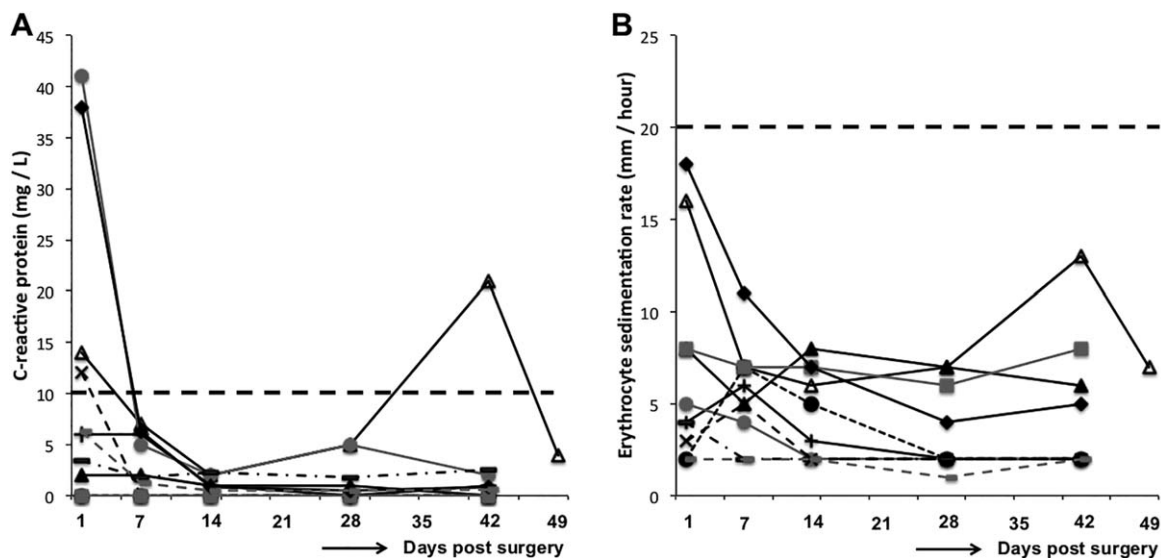 A
C-reactive protein (mg / L)
45
40
35
30
25
20
15
10
5
0
1 7 14 21 28 35 42 49
Days post surgery
B
Erythrocyte sedimentation rate (mm / hour)
25
20
15
10
5
0
1 7 14 21 28 35 42 49
Days post surgery